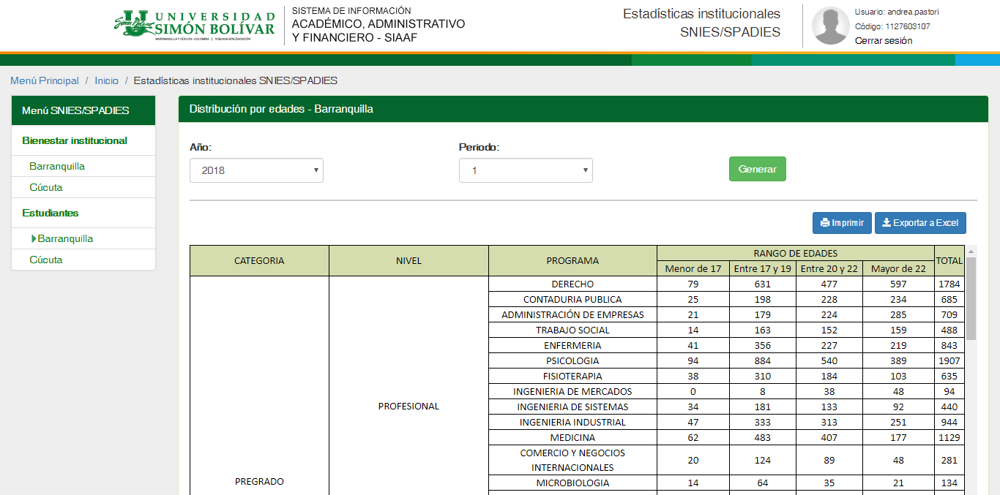 UNIVERSIDAD
SIMÓN BOLÍVAR
BARRANQUILLA Y CÚCUTA - COLOMBIA | VIGILADA MINEDUCACIÓN
SISTEMA DE INFORMACIÓN
ACADÉMICO, ADMINISTRATIVO
Y FINANCIERO - SIAAF
Estadísticas institucionales
SNIES/SPADIES
Usuario: andrea.pastori
Código: 1127603107
Cerrar sesión
Menú Principal / Inicio / Estadísticas institucionales SNIES/SPADIES
Menú SNIES/SPADIES
Bienestar institucional
Barranquilla
Cúcuta
Estudiantes
Barranquilla
Cúcuta
Distribución por edades - Barranquilla
Año: Periodo:
2018 1 Generar
Imprimir Exportar a Excel
CATEGORIA NIVEL PROGRAMA RANGO DE EDADES TOTAL
Menor de 17 Entre 17 y 19 Entre 20 y 22 Mayor de 22
DERECHO 79 631 477 597 1784
CONTADURIA PUBLICA 25 198 228 234 685
ADMINISTRACIÓN DE EMPRESAS 21 179 224 285 709
TRABAJO SOCIAL 14 163 152 159 488
ENFERMERIA 41 356 227 219 843
PSICOLOGIA 94 884 540 389 1907
FISIOTERAPIA 38 310 184 103 635
INGENIERIA DE MERCADOS 0 8 38 48 94
PROFESIONAL
INGENIERIA DE SISTEMAS 34 181 133 92 440
INGENIERIA INDUSTRIAL 47 333 313 251 944
MEDICINA 62 483 407 177 1129
COMERCIO Y NEGOCIOS
INTERNACIONALES 20 124 89 48 281
PREGRADO
MICROBIOLOGIA 14 64 35 21 134